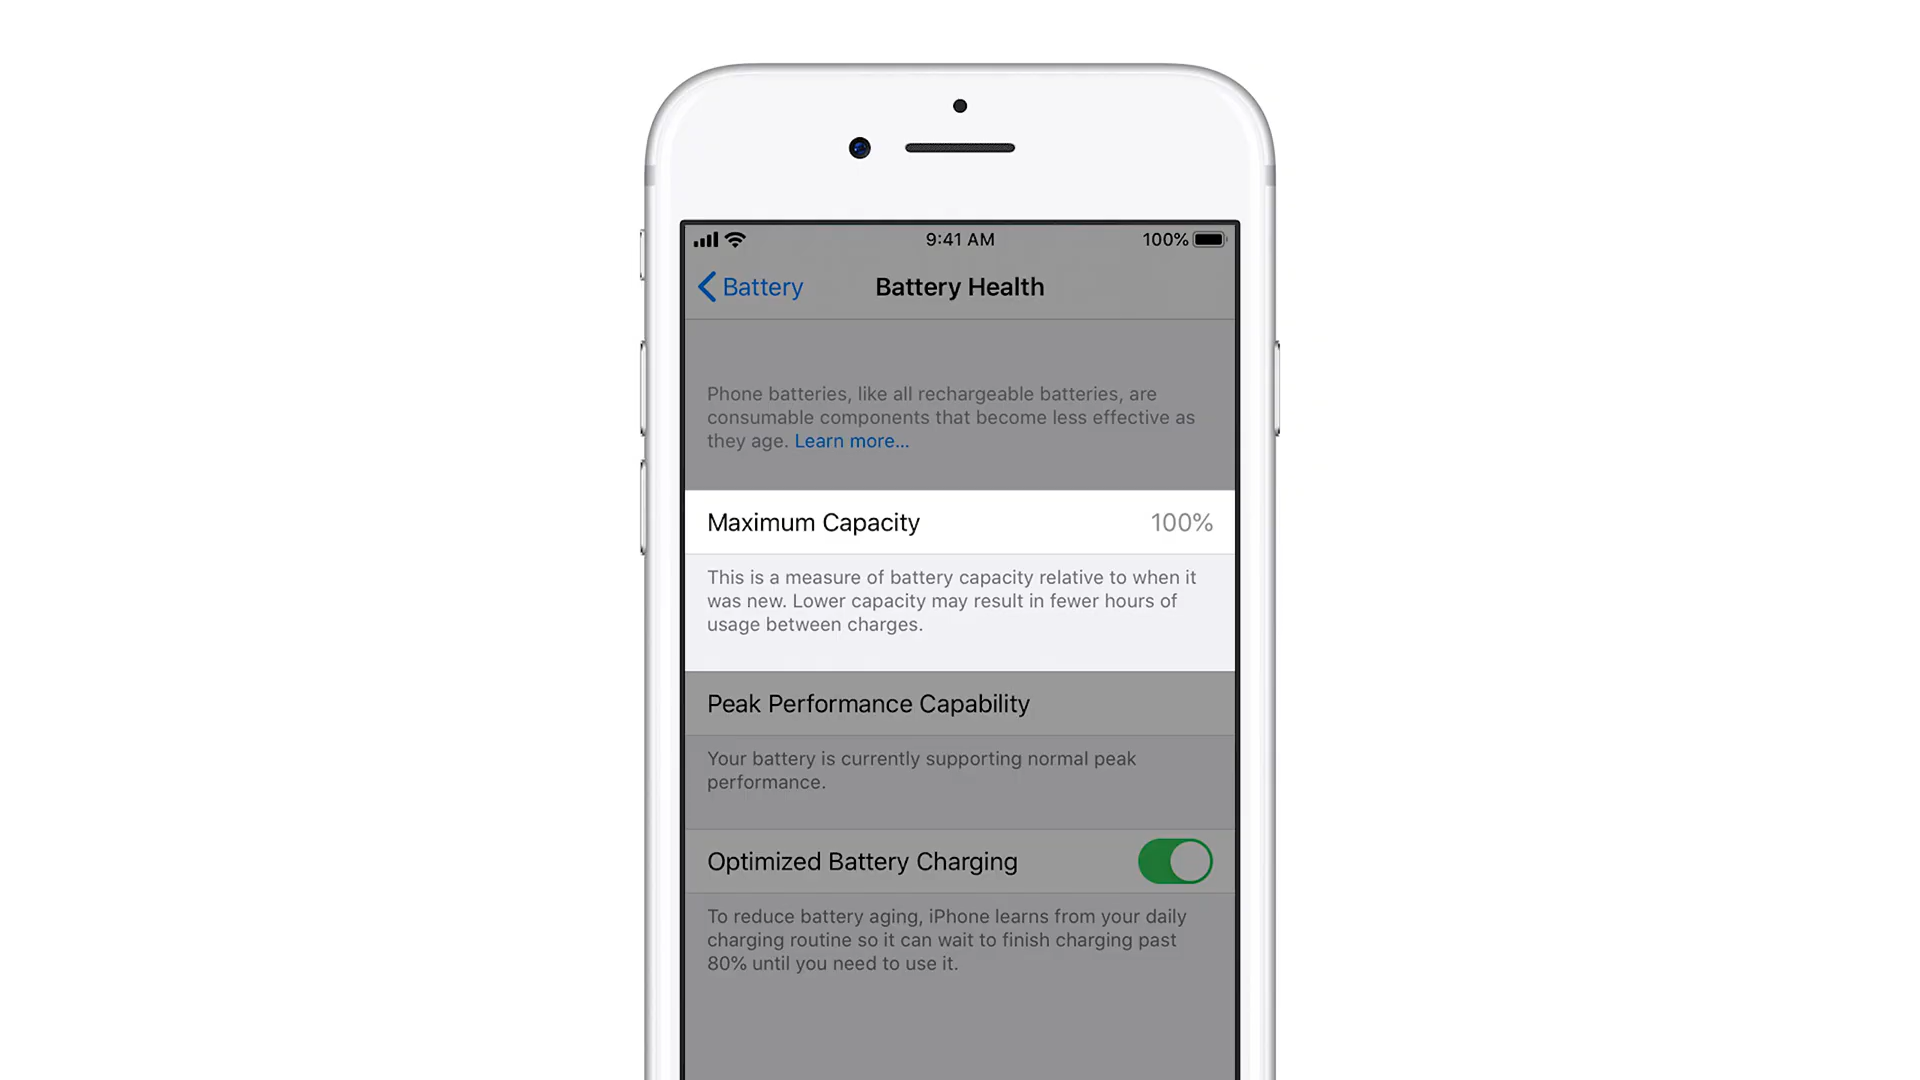 9:41 AM
100%
Battery
Battery Health
Phone batteries, like all rechargeable batteries, are
consumable components that become less effective as
they age. Learn more...
Maximum Capacity
100%
This is a measure of battery capacity relative to when it
was new. Lower capacity may result in fewer hours of
usage between charges.
Peak Performance Capability
Your battery is currently supporting normal peak
performance.
Optimized Battery Charging
To reduce battery aging, iPhone learns from your daily
charging routine so it can wait to finish charging past
80% until you need to use it.